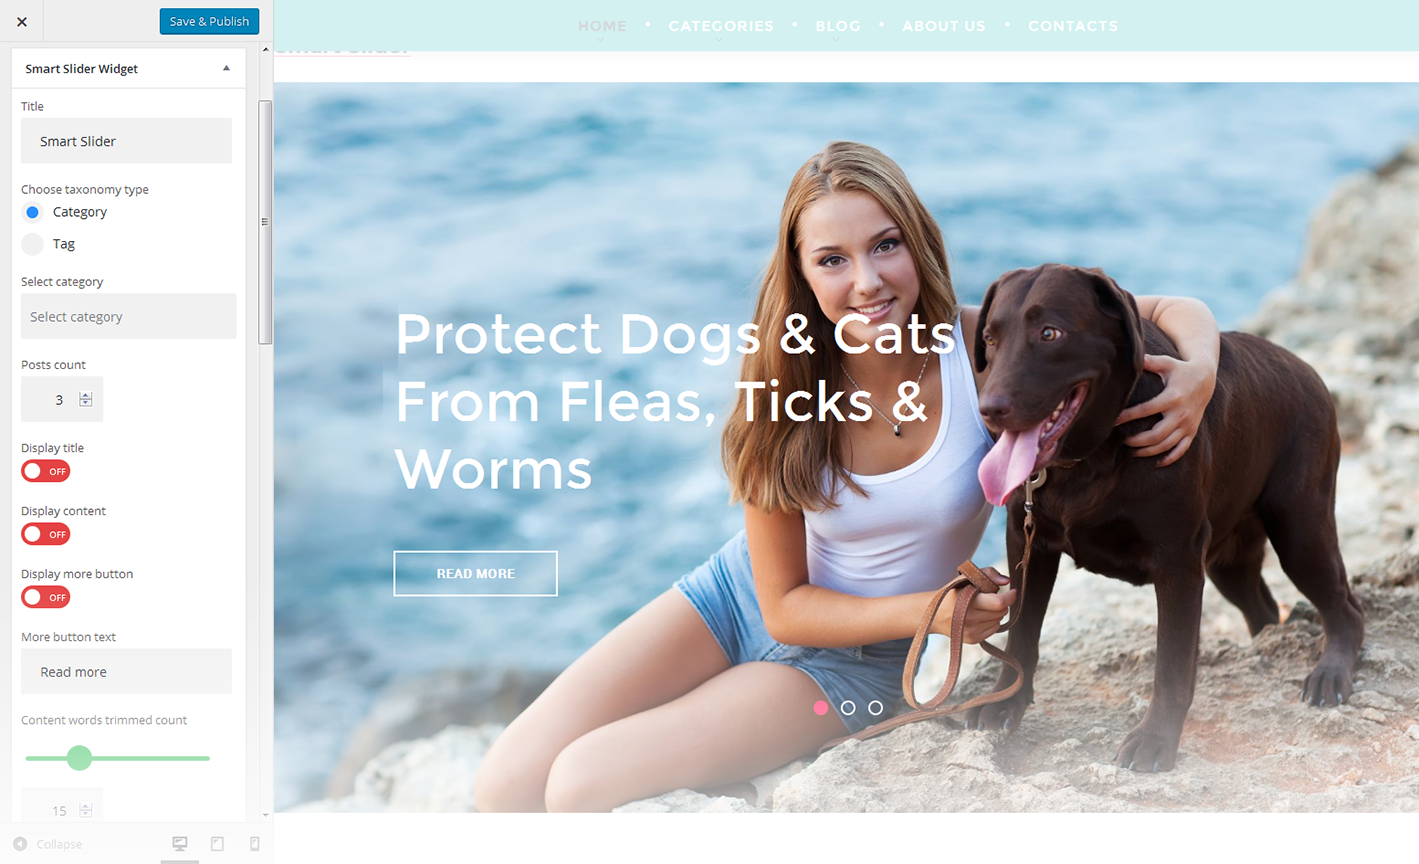 Save & Publish
Smart Slider Widget
Title
Smart Slider
Choose taxonomy type
Category
Tag
Select category
Select category
Posts count
3
Display title
OFF
Display content
OFF
Display more button
OFF
More button text
Read more
Content words trimmed count
15
Collapse
HOME • CATEGORIES • BLOG • ABOUT US • CONTACTS
Smart Slider
Protect Dogs & Cats
From Fleas, Ticks &
Worms
READ MORE